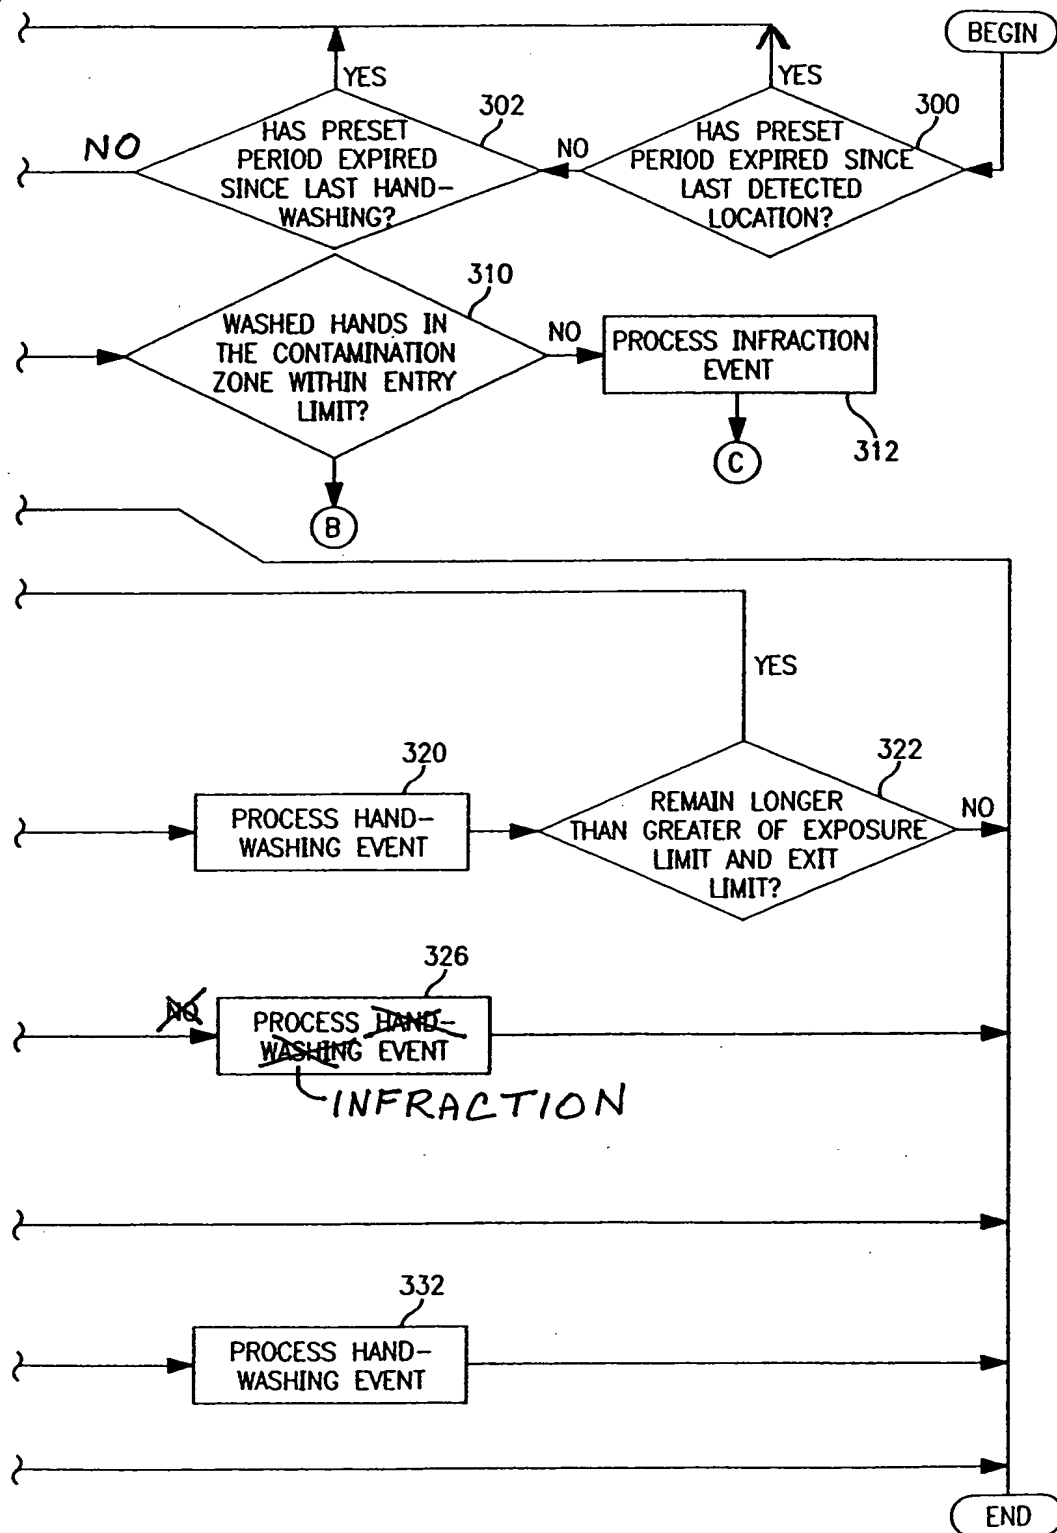 BEGIN
YES
YES
302
300
NO
HAS PRESET
PERIOD EXPIRED
SINCE LAST HAND-
WASHING?
NO
HAS PRESET
PERIOD EXPIRED SINCE
LAST DETECTED
LOCATION?
310
WASHED HANDS IN
THE CONTAMINATION
ZONE WITHIN ENTRY
LIMIT?
NO
PROCESS INFRACTION
EVENT
312
C
B
YES
320
PROCESS HAND-
WASHING EVENT
322
REMAIN LONGER
THAN GREATER OF EXPOSURE
LIMIT AND EXIT
LIMIT?
NO
326
NO
PROCESS HAND-
WASHING EVENT
INFRACTION
332
PROCESS HAND-
WASHING EVENT
END